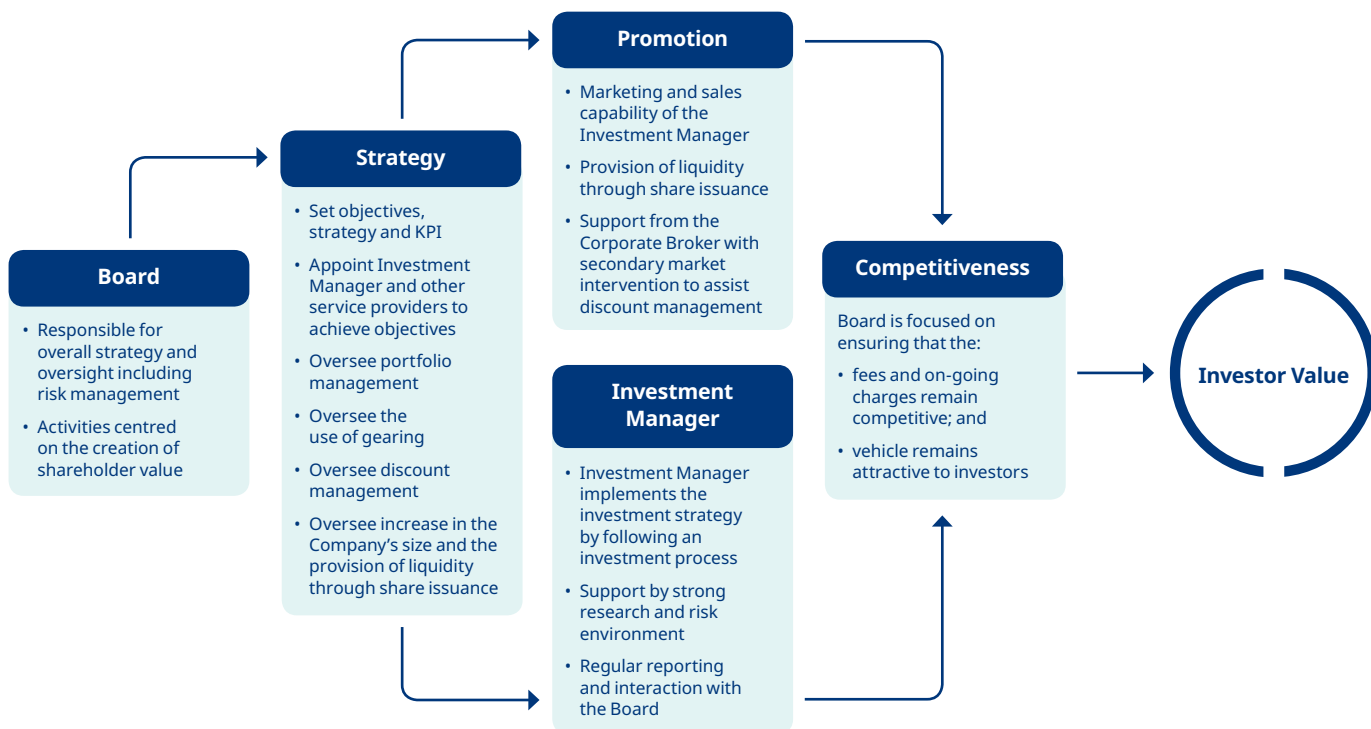 Board
• Responsible for
overall strategy and
oversight including
risk management
• Activities centred
on the creation of
shareholder value
Strategy
• Set objectives,
strategy and KPI
• Appoint Investment
Manager and other
service providers to
achieve objectives
• Oversee portfolio
management
• Oversee the
use of gearing
• Oversee discount
management
• Oversee increase in the
Company’s size and the
provision of liquidity
through share issuance
Promotion
• Marketing and sales
capability of the
Investment Manager
• Provision of liquidity
through share issuance
• Support from the
Corporate Broker with
secondary market
intervention to assist
discount management
Investment
Manager
• Investment Manager
implements the
investment strategy
by following an
investment process
• Support by strong
research and risk
environment
• Regular reporting
and interaction with
the Board
Competitiveness
Board is focused on
ensuring that the:
• fees and on-going
charges remain
competitive; and
• vehicle remains
attractive to investors
Investor Value